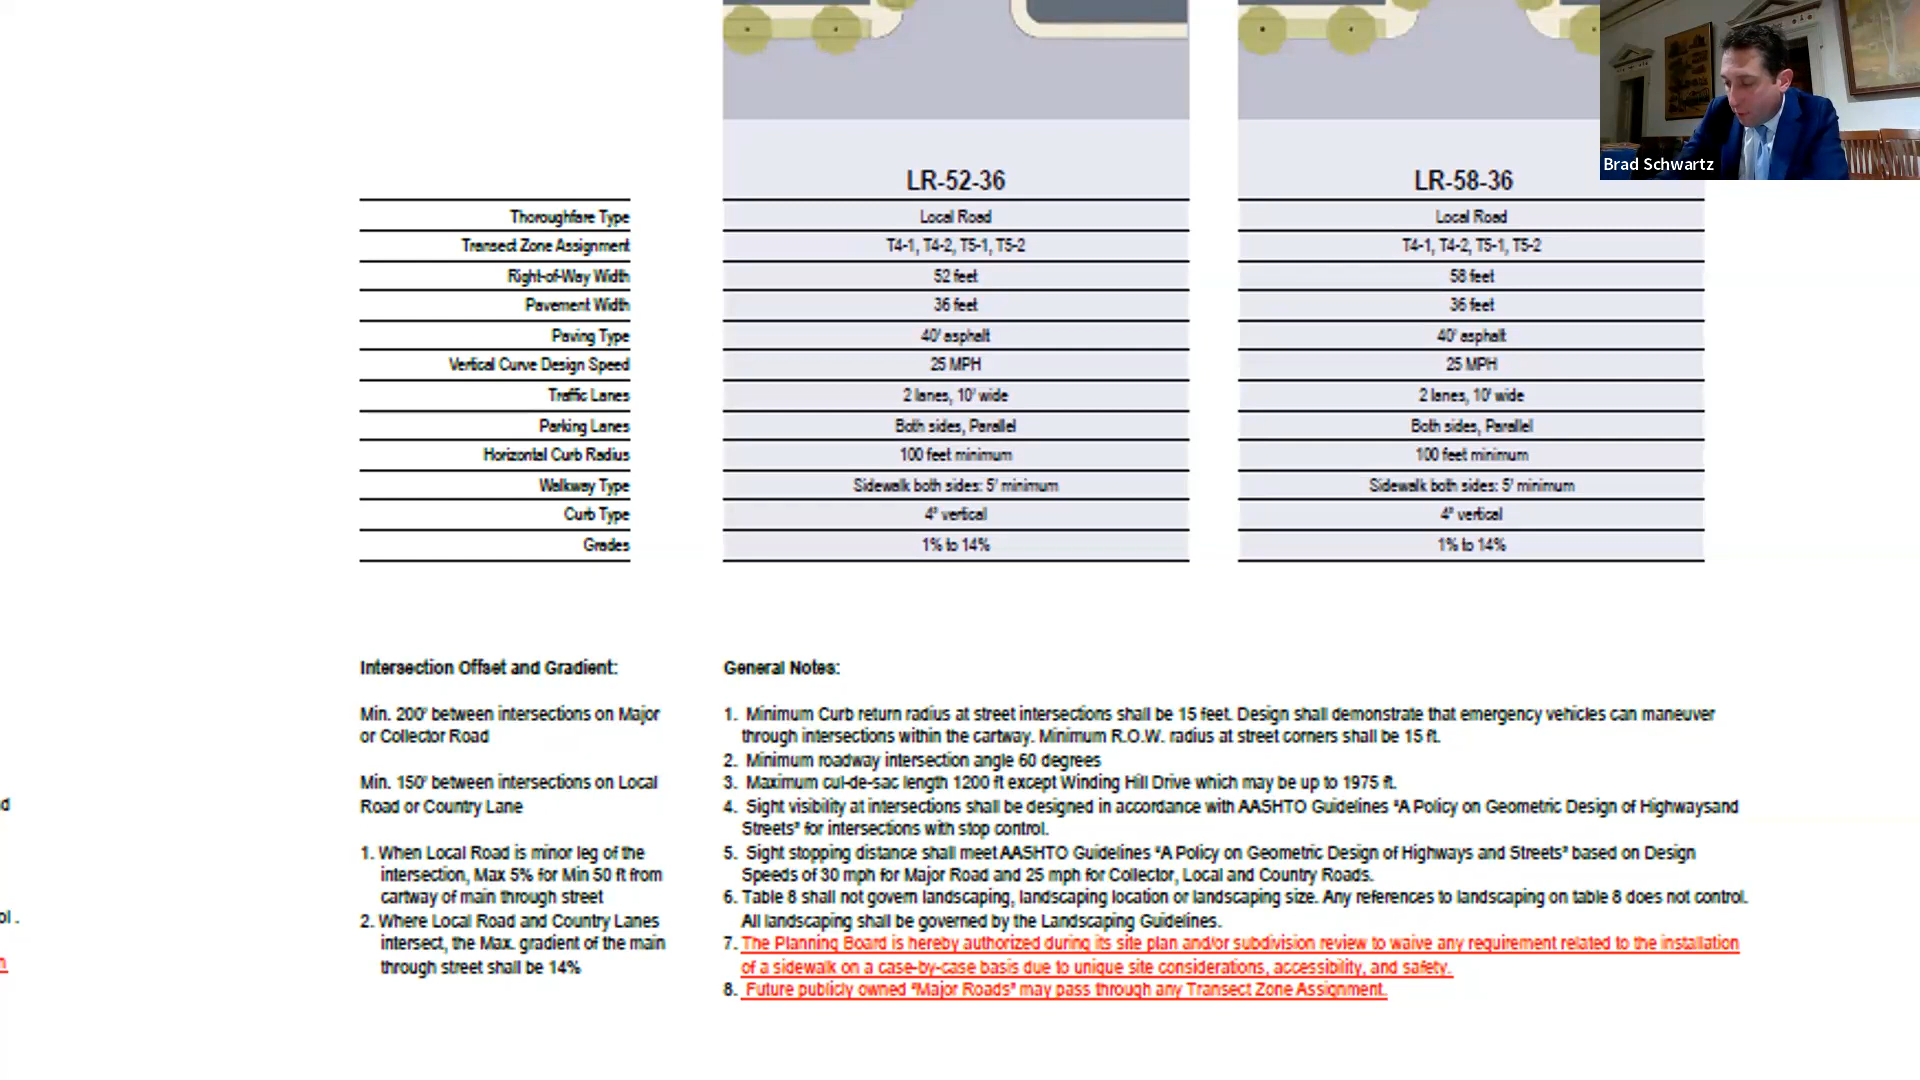 Brad Schwartz
LR-52-36 LR-58-36
Thoroughfare Type Local Road Local Road
Transect Zone Assignment T4-1, T4-2, T5-1, T5-2 T4-1, T4-2, T5-1, T5-2
Right-of-Way Width 52 feet 58 feet
Pavement Width 36 feet 36 feet
Paving Type 40' asphalt 40' asphalt
Vertical Curve Design Speed 25 MPH 25 MPH
Traffic Lanes 2 lanes, 10' wide 2 lanes, 10' wide
Parking Lanes Both sides, Parallel Both sides, Parallel
Horizontal Curb Radius 100 feet minimum 100 feet minimum
Walkway Type Sidewalk both sides: 5' minimum Sidewalk both sides: 5' minimum
Curb Type 4" vertical 4" vertical
Grades 1% to 14% 1% to 14%
Intersection Offset and Gradient:
Min. 200' between intersections on Major
or Collector Road
Min. 150' between intersections on Local
Road or Country Lane
1. When Local Road is minor leg of the
intersection, Max 5% for Min 50 ft from
cartway of main through street
2. Where Local Road and Country Lanes
intersect, the Max. gradient of the main
through street shall be 14%
General Notes:
1. Minimum Curb return radius at street intersections shall be 15 feet. Design shall demonstrate that emergency vehicles can maneuver
through intersections within the cartway. Minimum R.O.W. radius at street corners shall be 15 ft.
2. Minimum roadway intersection angle 60 degrees
3. Maximum cul-de-sac length 1200 ft except Winding Hill Drive which may be up to 1975 ft.
4. Sight visibility at intersections shall be designed in accordance with AASHTO Guidelines "A Policy on Geometric Design of Highwaysand
Streets" for intersections with stop control.
5. Sight stopping distance shall meet AASHTO Guidelines "A Policy on Geometric Design of Highways and Streets" based on Design
Speeds of 30 mph for Major Road and 25 mph for Collector, Local and Country Roads.
6. Table 8 shall not govern landscaping, landscaping location or landscaping size. Any references to landscaping on table 8 does not control.
All landscaping shall be governed by the Landscaping Guidelines.
7. The Planning Board is hereby authorized during its site plan and/or subdivision review to waive any requirement related to the installation
of a sidewalk on a case-by-case basis due to unique site considerations, accessibility, and safety.
8. Future publicly owned "Major Roads" may pass through any Transect Zone Assignment.